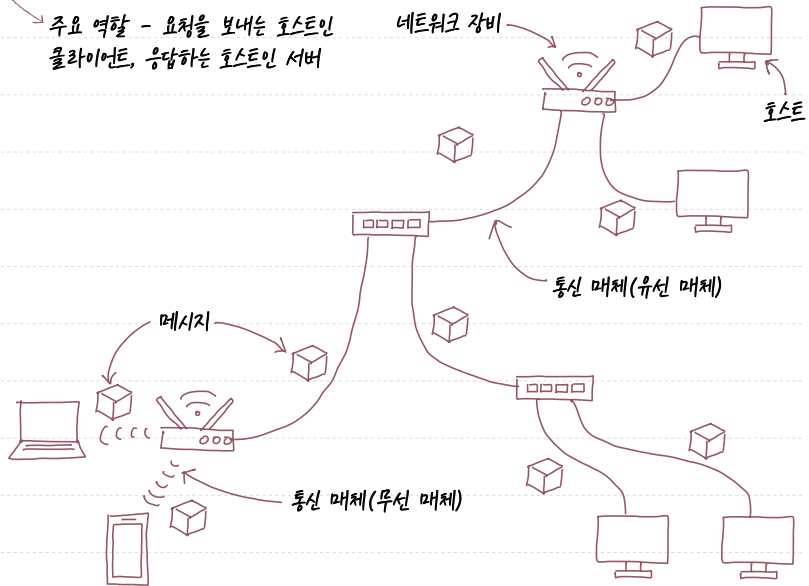 주요 역할 - 요청을 보내는 호스트인
클라이언트, 응답하는 호스트인 서버
네트워크 장비
호스트
통신 매체(유선 매체)
메시지
통신 매체(무선 매체)